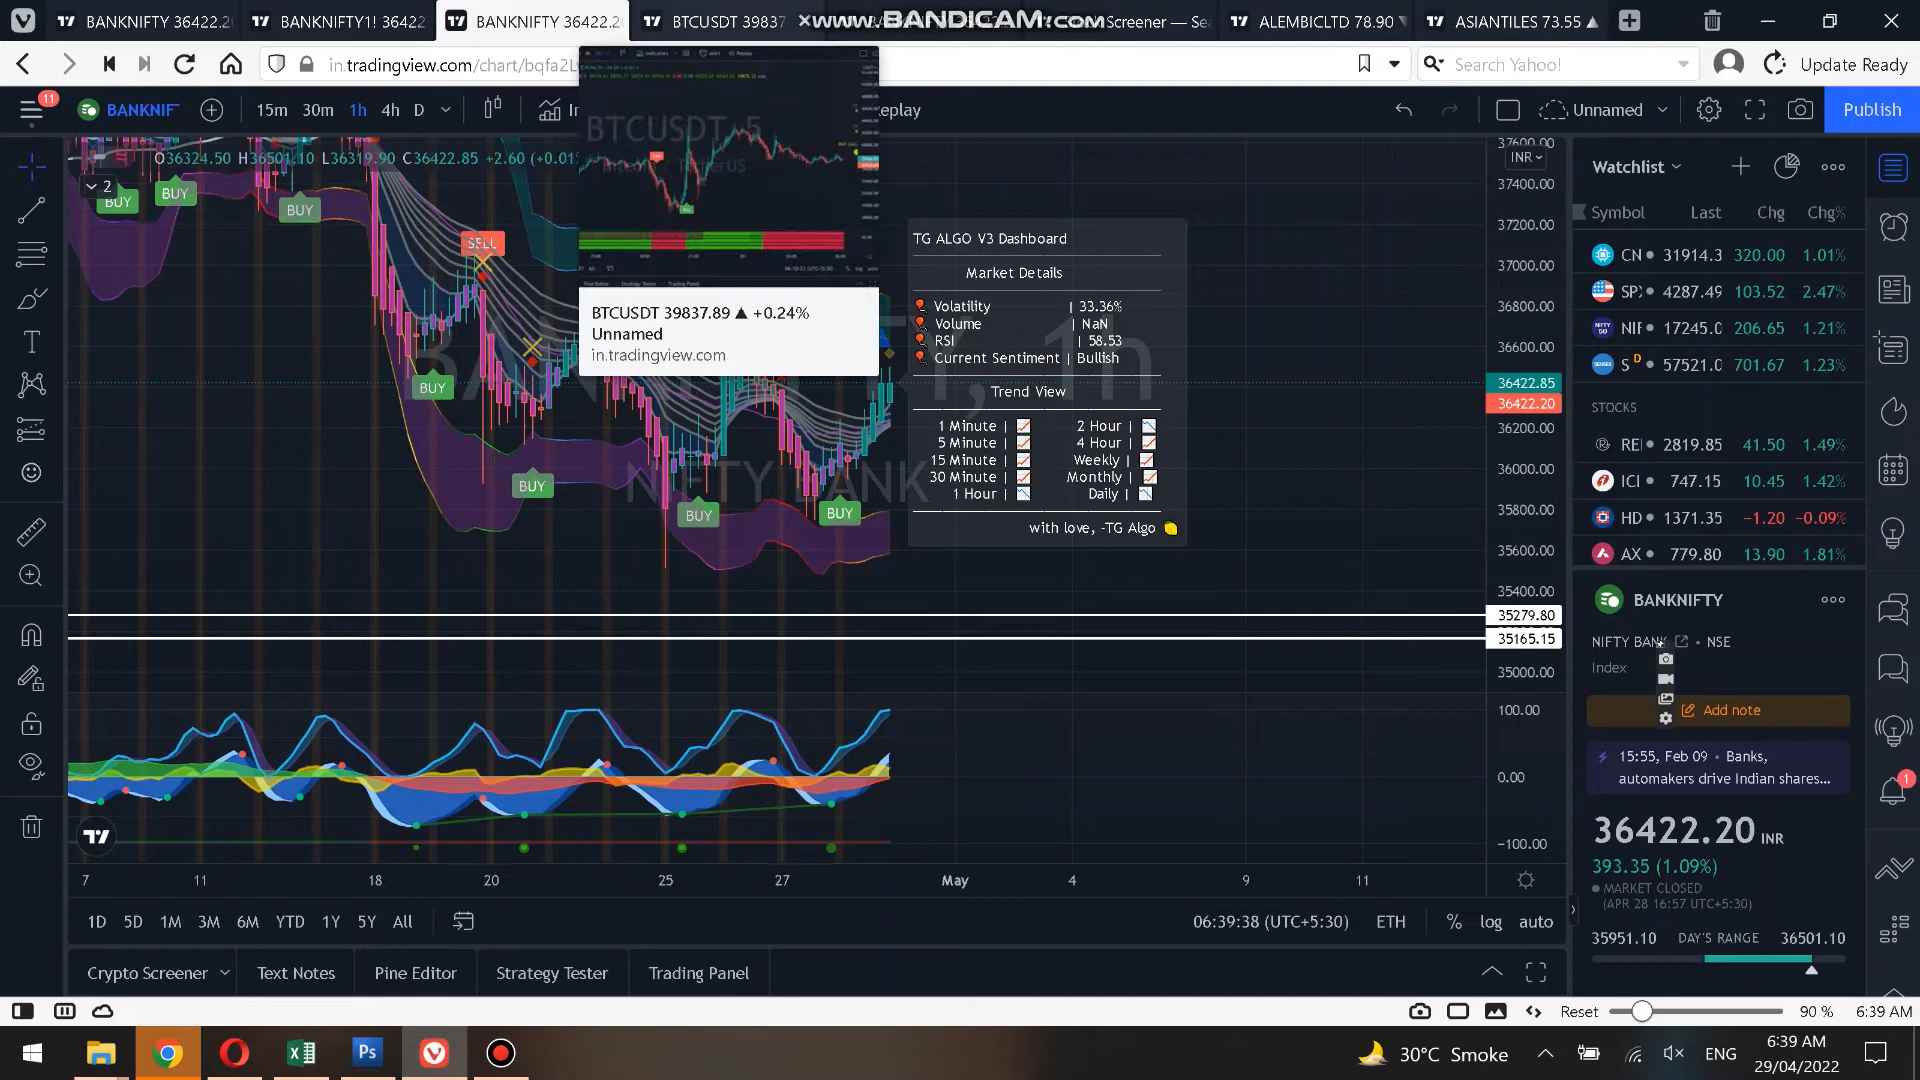 BANKNIFTY 36422.20
BANKNIFTY1! 36422
BANKNIFTY 36422.20
BTCUSDT 39837
www.BANDICAM.com
Screener — Se
ALEMBICLTD 78.90 ▼
ASIANTILES 73.55 ▲
in.tradingview.com/chart/bqfa2L
Search Yahoo!
Update Ready
11
BANKNIF
15m 30m 1h 4h D
eplay
Unnamed
Publish
O36324.50 H36501.10 L36319.90 C36422.85 +2.60 (+0.01
2
BUY
BUY
BUY
SELL
BUY
BUY
BUY
BUY
BTCUSDT, 5
BTCUSDT 39837.89 ▲ +0.24%
Unnamed
in.tradingview.com
NIFTY BANK
TG ALGO V3 Dashboard
Market Details
Volatility | 33.36%
Volume | NaN
RSI | 58.53
Current Sentiment | Bullish
Trend View
1 Minute | 2 Hour |
5 Minute | 4 Hour |
15 Minute | Weekly |
30 Minute | Monthly |
1 Hour | Daily |
with love, -TG Algo
37600.00
INR
37400.00
37200.00
37000.00
36800.00
36600.00
36422.85
36422.20
36200.00
36000.00
35800.00
35600.00
35400.00
35279.80
35165.15
35000.00
100.00
0.00
−100.00
7 11 18 20 25 27 May 4 9 11
1D 5D 1M 3M 6M YTD 1Y 5Y All
06:39:38 (UTC+5:30) ETH % log auto
Crypto Screener
Text Notes
Pine Editor
Strategy Tester
Trading Panel
Watchlist
Symbol Last Chg Chg%
CN 31914.3 320.00 1.01%
SP 4287.49 103.52 2.47%
NIF 17245.0 206.65 1.21%
S D 57521.0 701.67 1.23%
STOCKS
REI 2819.85 41.50 1.49%
ICI 747.15 10.45 1.42%
HD 1371.35 −1.20 −0.09%
AX 779.80 13.90 1.81%
BANKNIFTY
NIFTY BANK • NSE
Index
Add note
15:55, Feb 09 • Banks,
automakers drive Indian shares...
1
36422.20 INR
393.35 (1.09%)
MARKET CLOSED
(APR 28 16:57 UTC+5:30)
35951.10 DAY'S RANGE 36501.10
Reset 90 % 6:39 AM
Ps
30°C Smoke
ENG
6:39 AM
29/04/2022